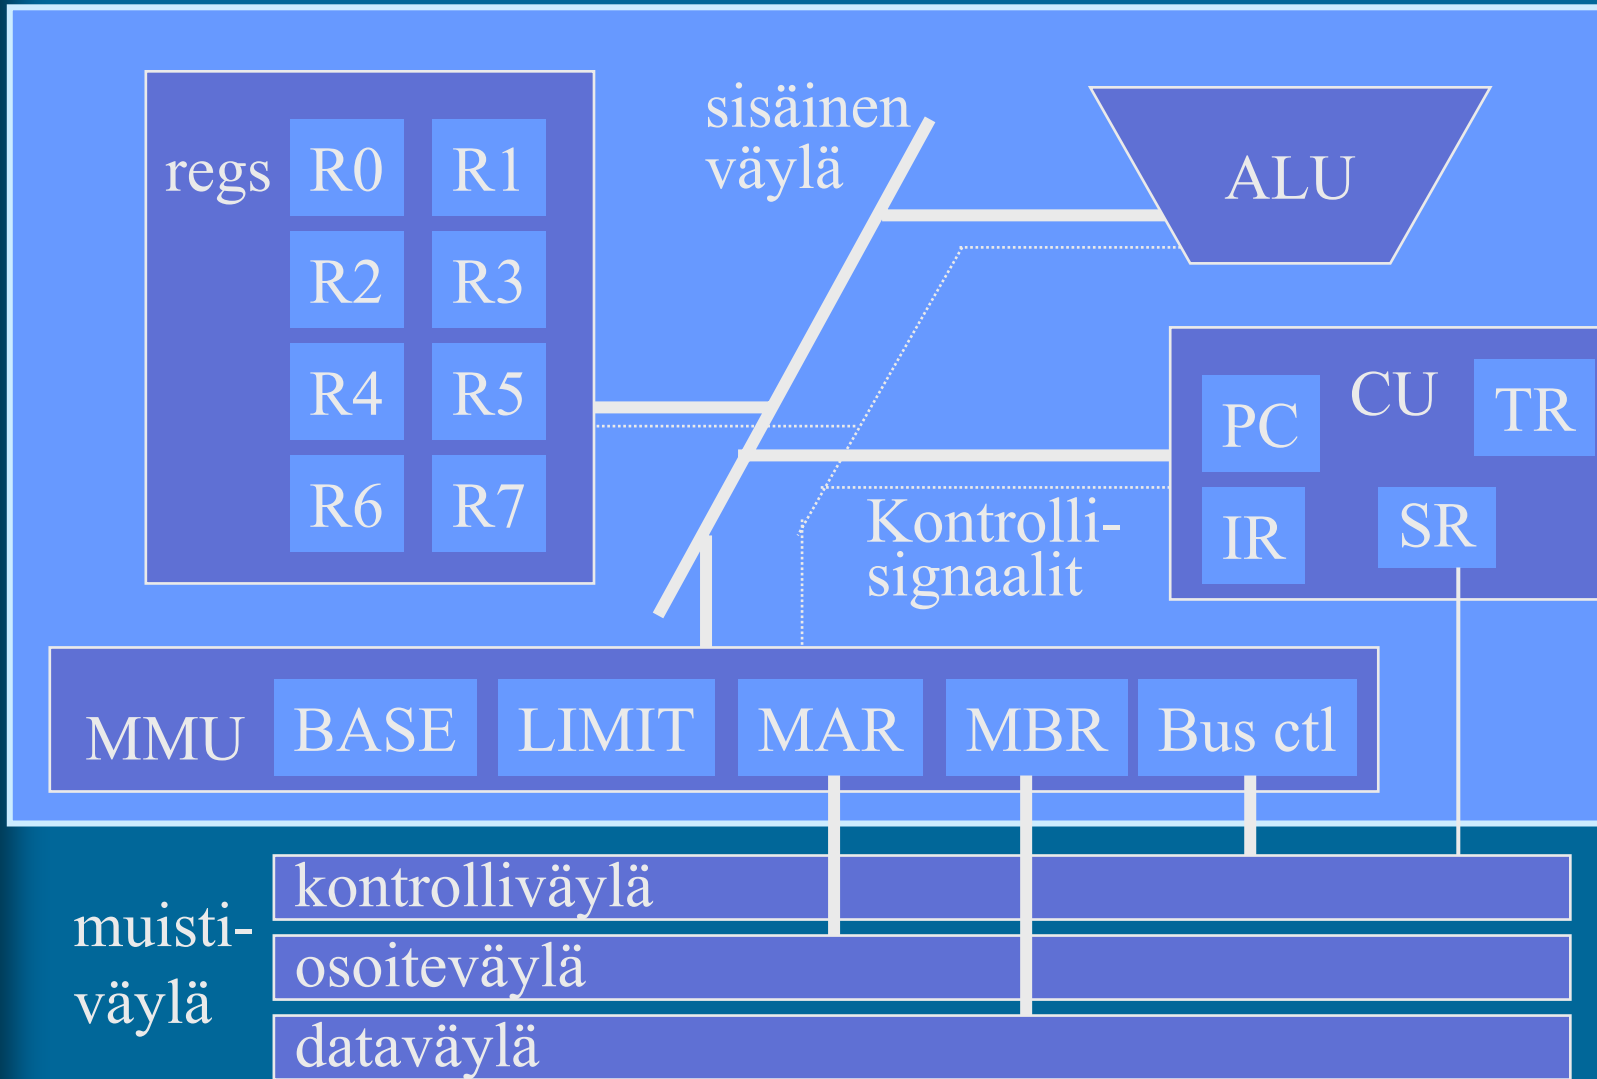 sisäinen
väylä
ALU
regs
R0 R1
R2 R3
R4 R5
R6 R7
CU
TR
PC
IR
SR
Kontrolli-
signaalit
MMU
BASE LIMIT MAR MBR Bus ctl
muisti-
väylä
kontrolliväylä
osoiteväylä
dataväylä